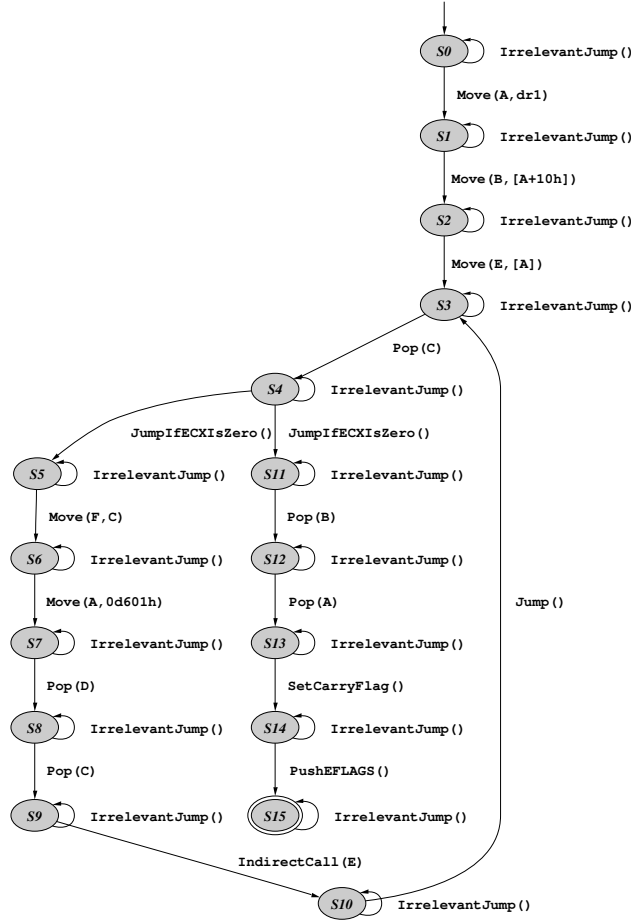 S0 IrrelevantJump()
Move(A,dr1)
S1 IrrelevantJump()
Move(B,[A+10h])
S2 IrrelevantJump()
Move(E,[A])
S3 IrrelevantJump()
Pop(C)
S4 IrrelevantJump()
JumpIfECXIsZero() JumpIfECXIsZero()
S5 IrrelevantJump() S11 IrrelevantJump()
Move(F,C) Pop(B)
S6 IrrelevantJump() S12 IrrelevantJump()
Move(A,0d601h) Pop(A) Jump()
S7 IrrelevantJump() S13 IrrelevantJump()
Pop(D) SetCarryFlag()
S8 IrrelevantJump() S14 IrrelevantJump()
Pop(C) PushEFLAGS()
S9 IrrelevantJump() S15 IrrelevantJump()
IndirectCall(E)
S10 IrrelevantJump()